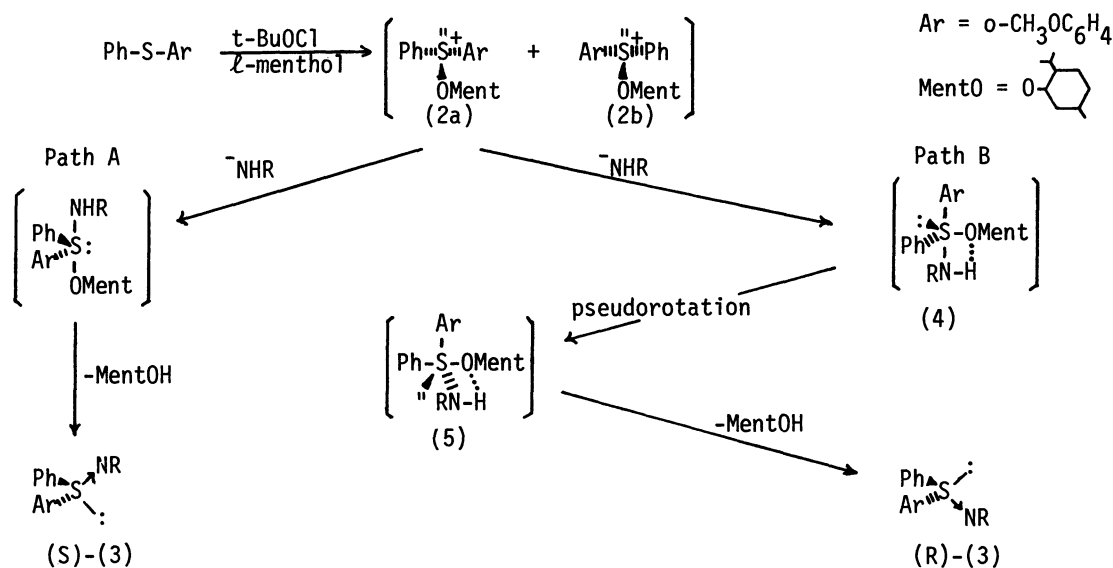 Ar = o-CH3OC6H4
Ph-S-Ar
t-BuOCl
ℓ-menthol
Ph S Ar
+
OMent
(2a)
+
Ar S Ph
+
OMent
(2b)
MentO = O
Path A
-NHR
-NHR
Path B
NHR
Ph
S:
Ar
OMent
Ar
:
S-OMent
Ph
RN-H
(4)
pseudorotation
Ar
Ph-S-OMent
RN-H
(5)
-MentOH
-MentOH
Ph
S
NR
Ar
:
(S)-(3)
Ph
S
:
Ar
NR
(R)-(3)